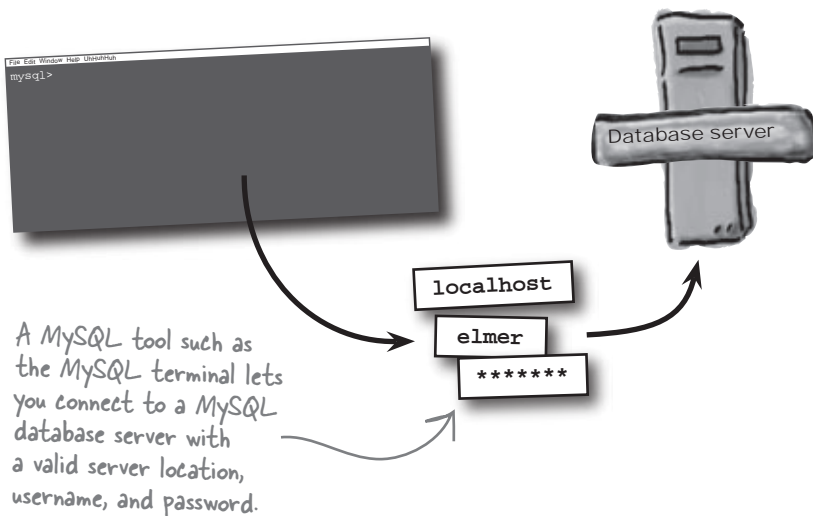 File Edit Window Help UhHuhHuh
mysql>
Database server
localhost
elmer
*******
A MySQL tool such as
the MySQL terminal lets
you connect to a MySQL
database server with
a valid server location,
username, and password.